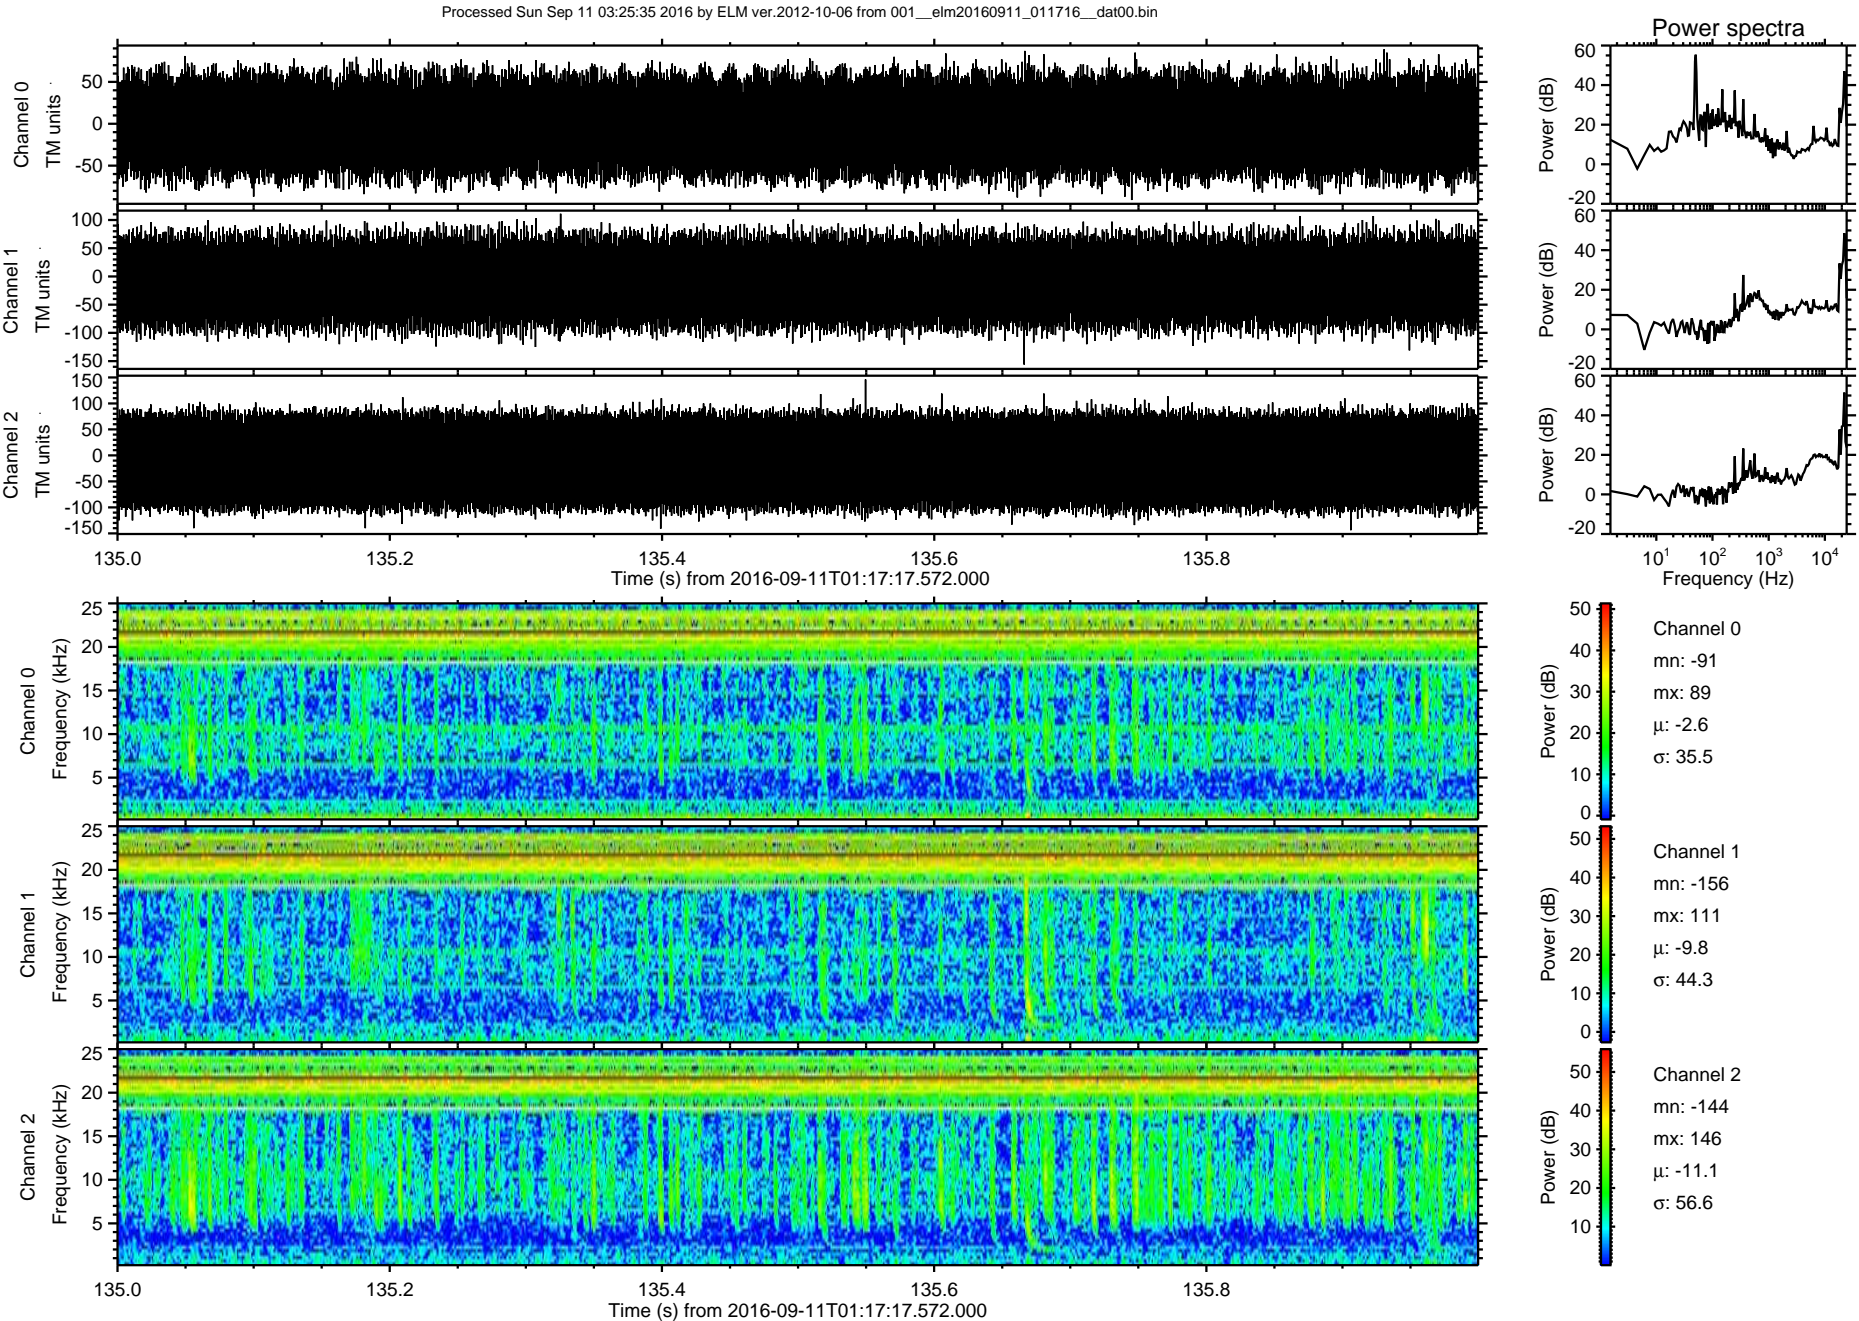 Processed Sun Sep 11 03:25:35 2016 by ELM ver.2012-10-06 from 001__elm20160911_011716__dat00.bin
Power spectra
Channel 0
TM units
50
0
-50
Power (dB)
60
40
20
0
-20
Channel 1
TM units
100
50
0
-50
-100
-150
Power (dB)
60
40
20
0
-20
Channel 2
TM units
150
100
50
0
-50
-100
-150
Power (dB)
60
40
20
0
-20
135.0 135.2 135.4 135.6 135.8
Time (s) from 2016-09-11T01:17:17.572.000
10^1 10^2 10^3 10^4
Frequency (Hz)
Channel 0
Frequency (kHz)
25
20
15
10
5
Power (dB)
50
40
30
20
10
0
Channel 0
mn: -91
mx: 89
µ: -2.6
σ: 35.5
Channel 1
Frequency (kHz)
25
20
15
10
5
Power (dB)
50
40
30
20
10
0
Channel 1
mn: -156
mx: 111
µ: -9.8
σ: 44.3
Channel 2
Frequency (kHz)
25
20
15
10
5
Power (dB)
50
40
30
20
10
Channel 2
mn: -144
mx: 146
µ: -11.1
σ: 56.6
135.0 135.2 135.4 135.6 135.8
Time (s) from 2016-09-11T01:17:17.572.000